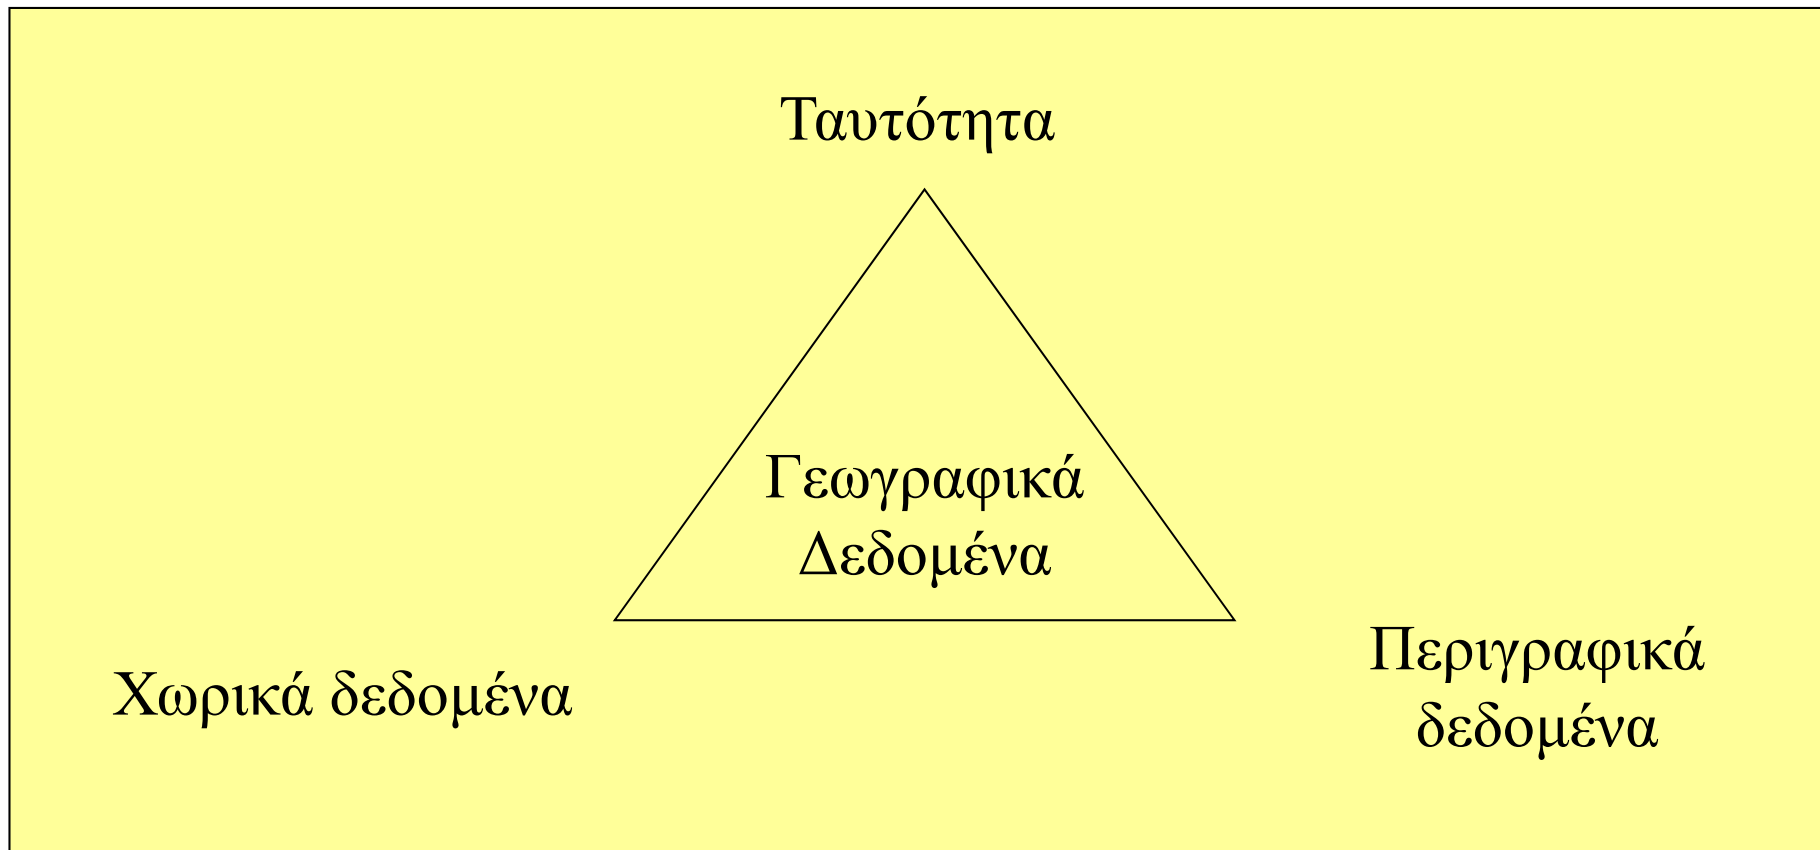 Ταυτότητα
Γεωγραφικά
Δεδομένα
Χωρικά δεδομένα
Περιγραφικά
δεδομένα